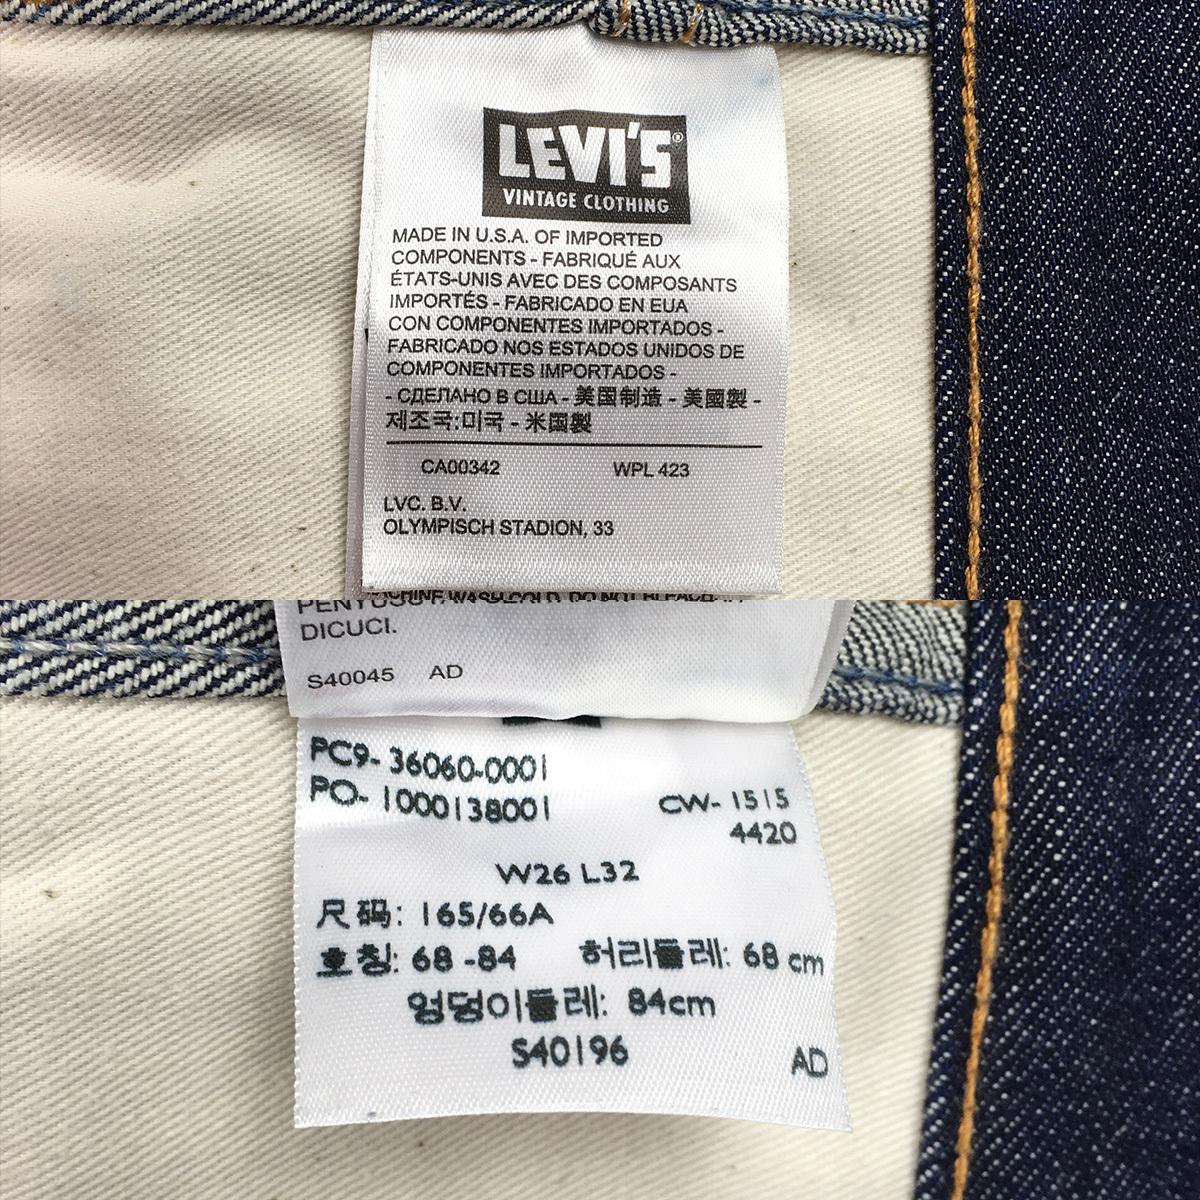 LEVI'S®
VINTAGE CLOTHING
MADE IN U.S.A. OF IMPORTED
COMPONENTS - FABRIQUÉ AUX
ÉTATS-UNIS AVEC DES COMPOSANTS
IMPORTÉS - FABRICADO EN EUA
CON COMPONENTES IMPORTADOS -
FABRICADO NOS ESTADOS UNIDOS DE
COMPONENTES IMPORTADOS -
- СДЕЛАНО В США - 美国制造 - 美國製 -
제조국:미국 - 米国製
CA00342 WPL 423
LVC. B.V.
OLYMPISCH STADION, 33
DICUCI.
S40045 AD
PC9- 36060-0001
PO- 1000138001 CW- 1515
4420
W26 L32
尺码: 165/66A
호칭: 68 -84 허리둘레: 68 cm
엉덩이둘레: 84cm
S40196 AD